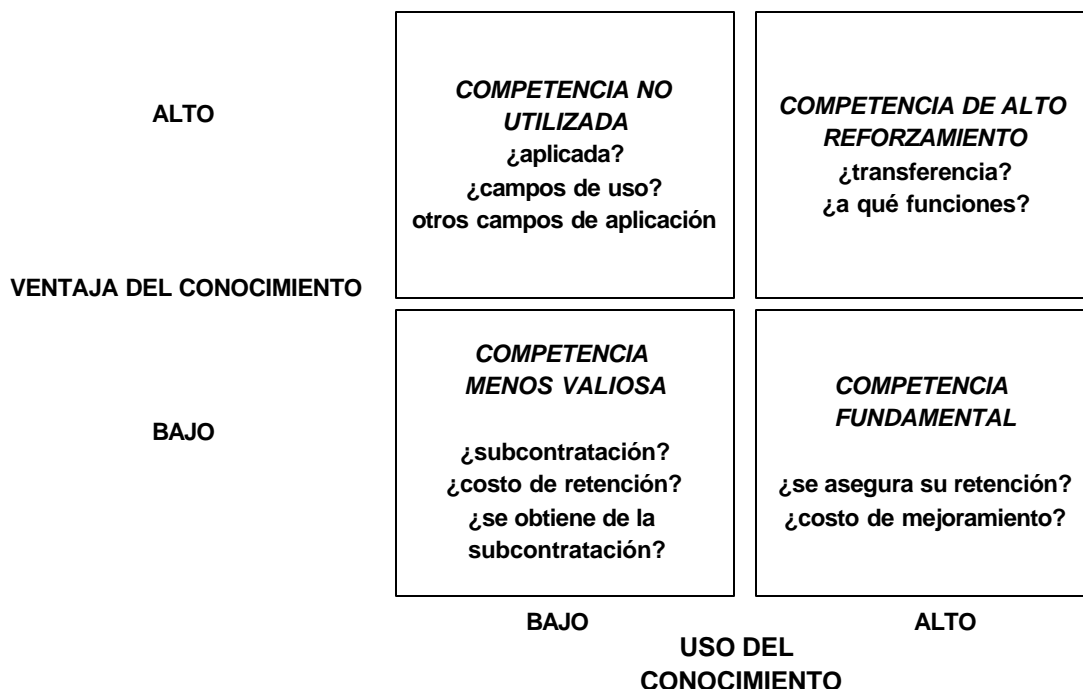 ALTO
COMPETENCIA NO
UTILIZADA
¿aplicada?
¿campos de uso?
otros campos de aplicación
COMPETENCIA DE ALTO
REFORZAMIENTO
¿transferencia?
¿a qué funciones?
VENTAJA DEL CONOCIMIENTO
BAJO
COMPETENCIA
MENOS VALIOSA
¿subcontratación?
¿costo de retención?
¿se obtiene de la
subcontratación?
COMPETENCIA
FUNDAMENTAL
¿se asegura su retención?
¿costo de mejoramiento?
BAJO
ALTO
USO DEL
CONOCIMIENTO